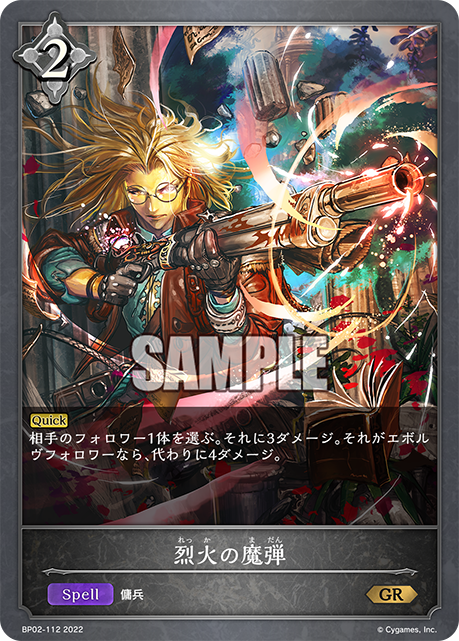 2
SAMPLE
Quick
相手のフォロワー1体を選ぶ。それに3ダメージ。それがエボル
ヴフォロワーなら、代わりに4ダメージ。
れっか まだん
烈火の魔弾
Spell 傭兵 GR
BP02-112 2022 © Cygames, Inc.